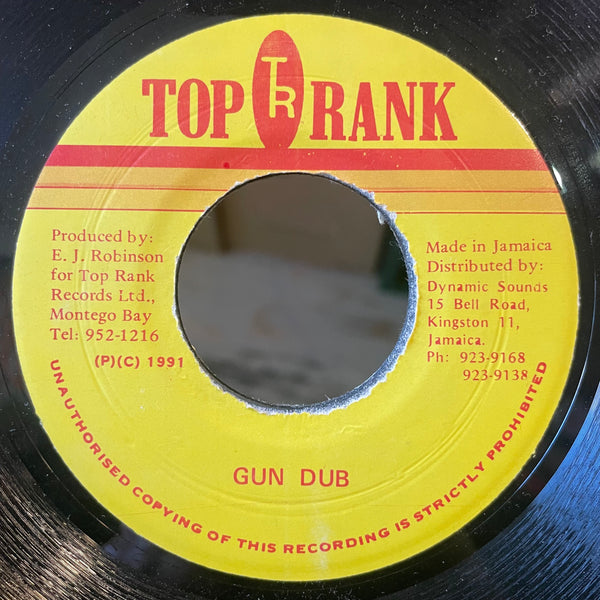 TOP TR RANK
Produced by:
E. J. Robinson
for Top Rank
Records Ltd.,
Montego Bay
Tel: 952-1216
(P)(C) 1991
Made in Jamaica
Distributed by:
Dynamic Sounds
15 Bell Road,
Kingston 11,
Jamaica.
Ph: 923-9168
923-9138
GUN DUB
UNAUTHORISED COPYING OF THIS RECORDING IS STRICTLY PROHIBITED